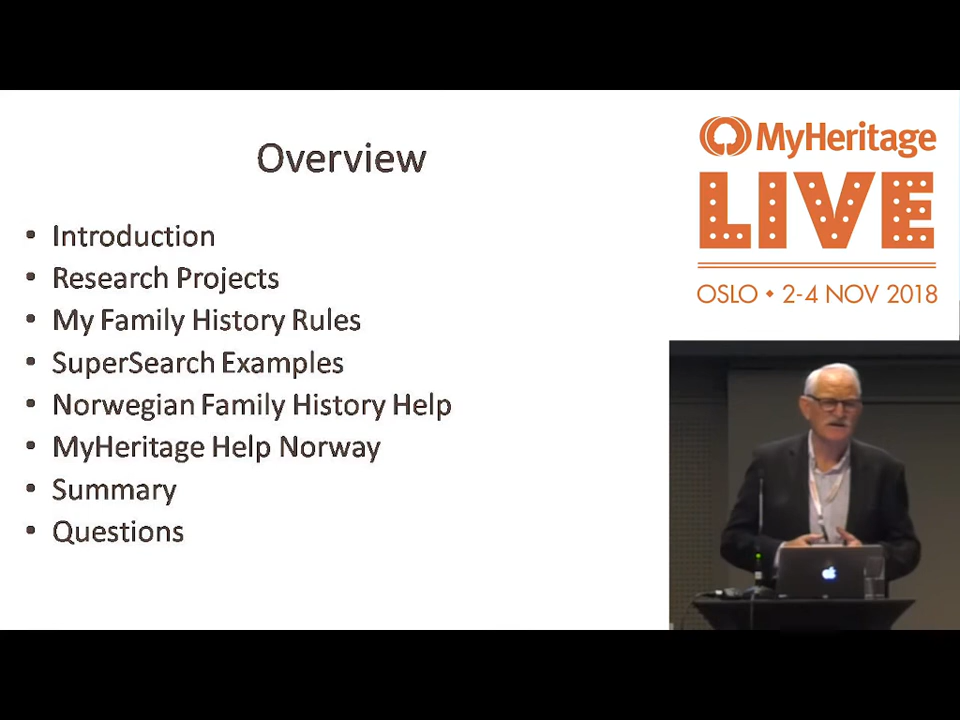 Overview
• Introduction
• Research Projects
• My Family History Rules
• SuperSearch Examples
• Norwegian Family History Help
• MyHeritage Help Norway
• Summary
• Questions
MyHeritage
LIVE
OSLO • 2-4 NOV 2018